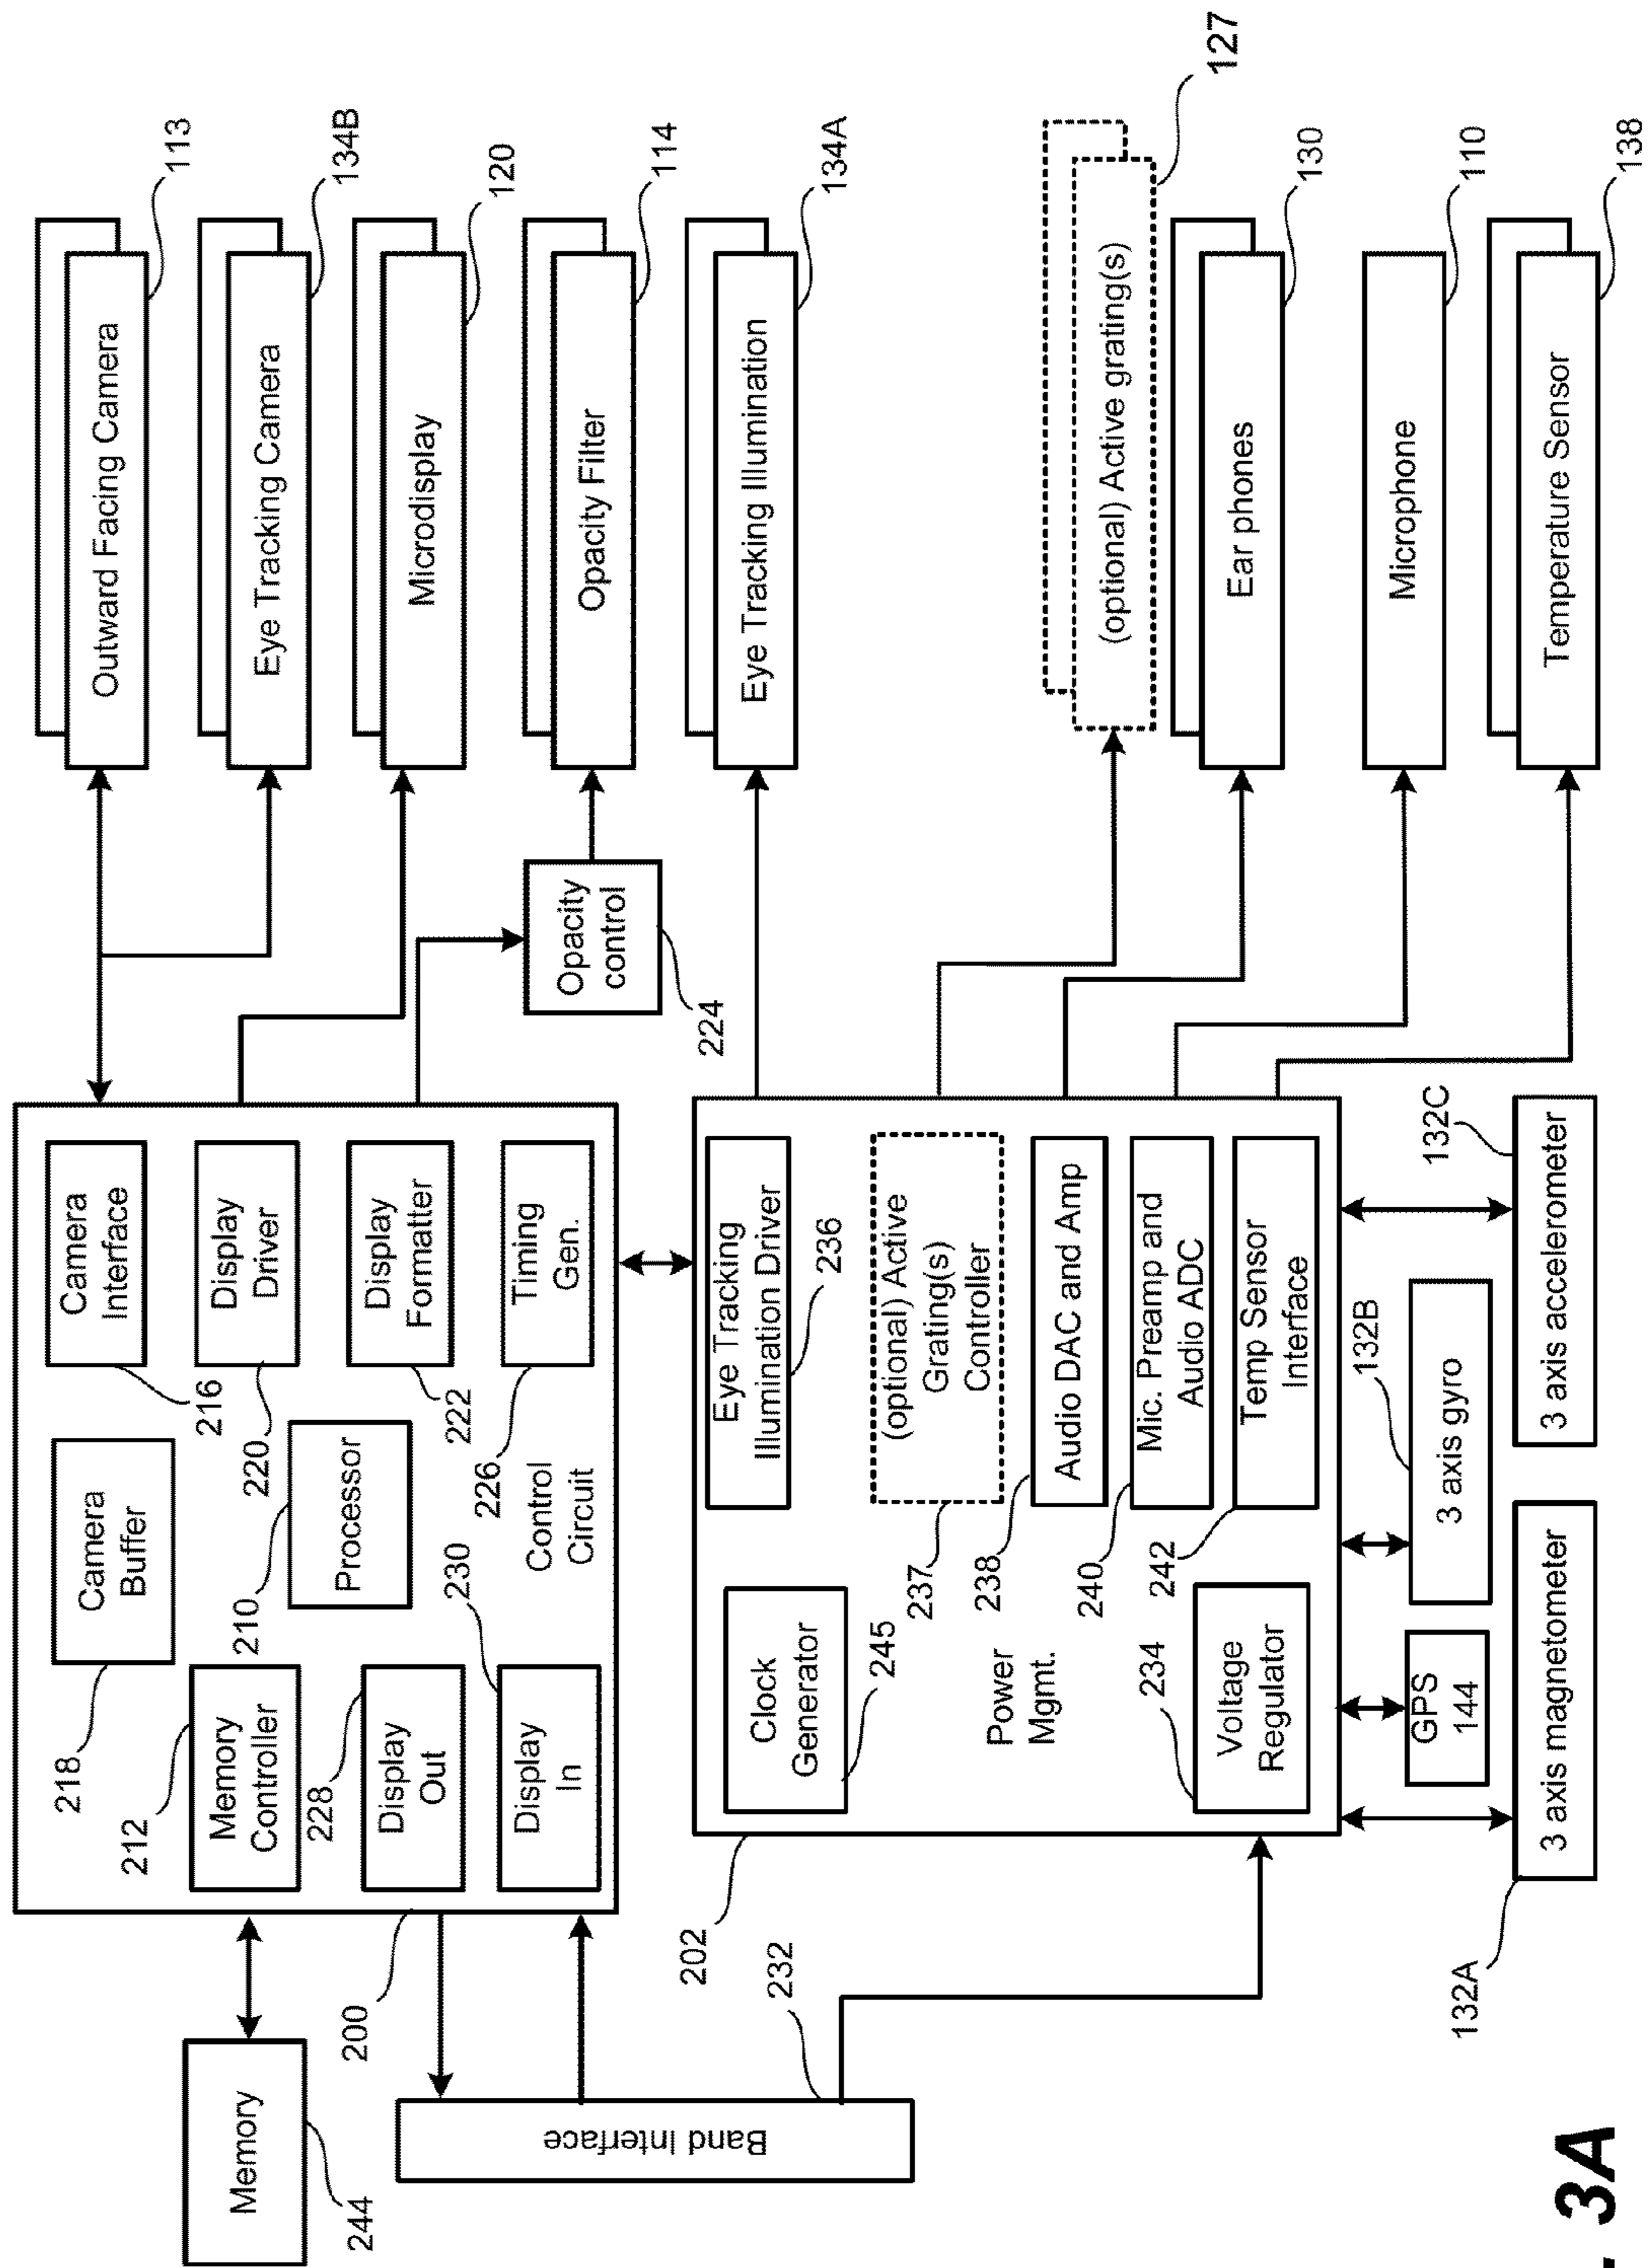 Outward Facing Camera
113
Eye Tracking Camera
134B
Microdisplay
120
Opacity Filter
114
Eye Tracking Illumination
134A
(optional) Active grating(s)
127
Ear phones
130
Microphone
110
Temperature Sensor
138
Opacity
control
224
Camera
Interface
216
Display
Driver
220
Display
Formatter
222
Timing
Gen.
226
Camera
Buffer
218
Processor
210
Control
Circuit
Memory
Controller
212
Display
Out
228
Display
In
230
200
Memory
244
Band Interface
232
Eye Tracking
Illumination Driver
236
(optional) Active
Grating(s)
Controller
237
Audio DAC and Amp
238
Mic. Preamp and
Audio ADC
240
Temp Sensor
Interface
242
Clock
Generator
245
Power
Mgmt.
Voltage
Regulator
234
202
GPS
144
3 axis magnetometer
132A
3 axis gyro
132B
3 axis accelerometer
132C
3A